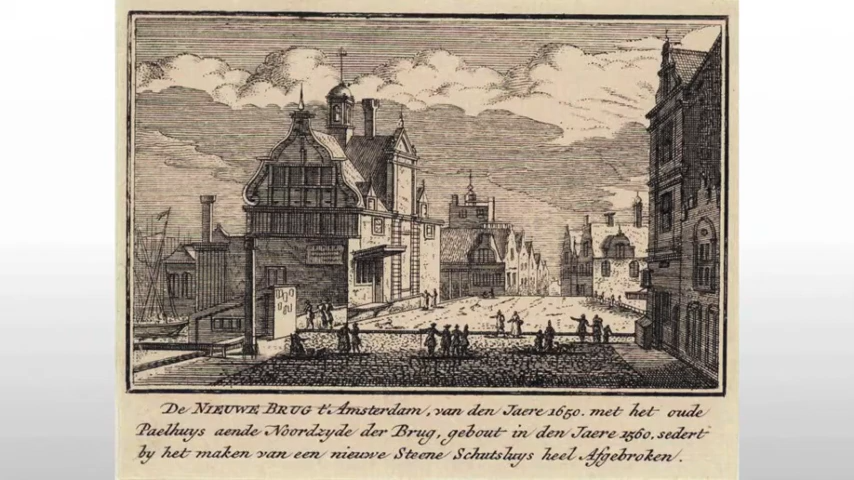 De NIEUWE BRUG t'Amsterdam, van den Jaere 1650. met het oude
Paelhuys aende Noordzyde der Brug, gebout in den Jaere 1560. sedert
by het maken van een nieuwe Steene Schutsluys heel Afgebroken.